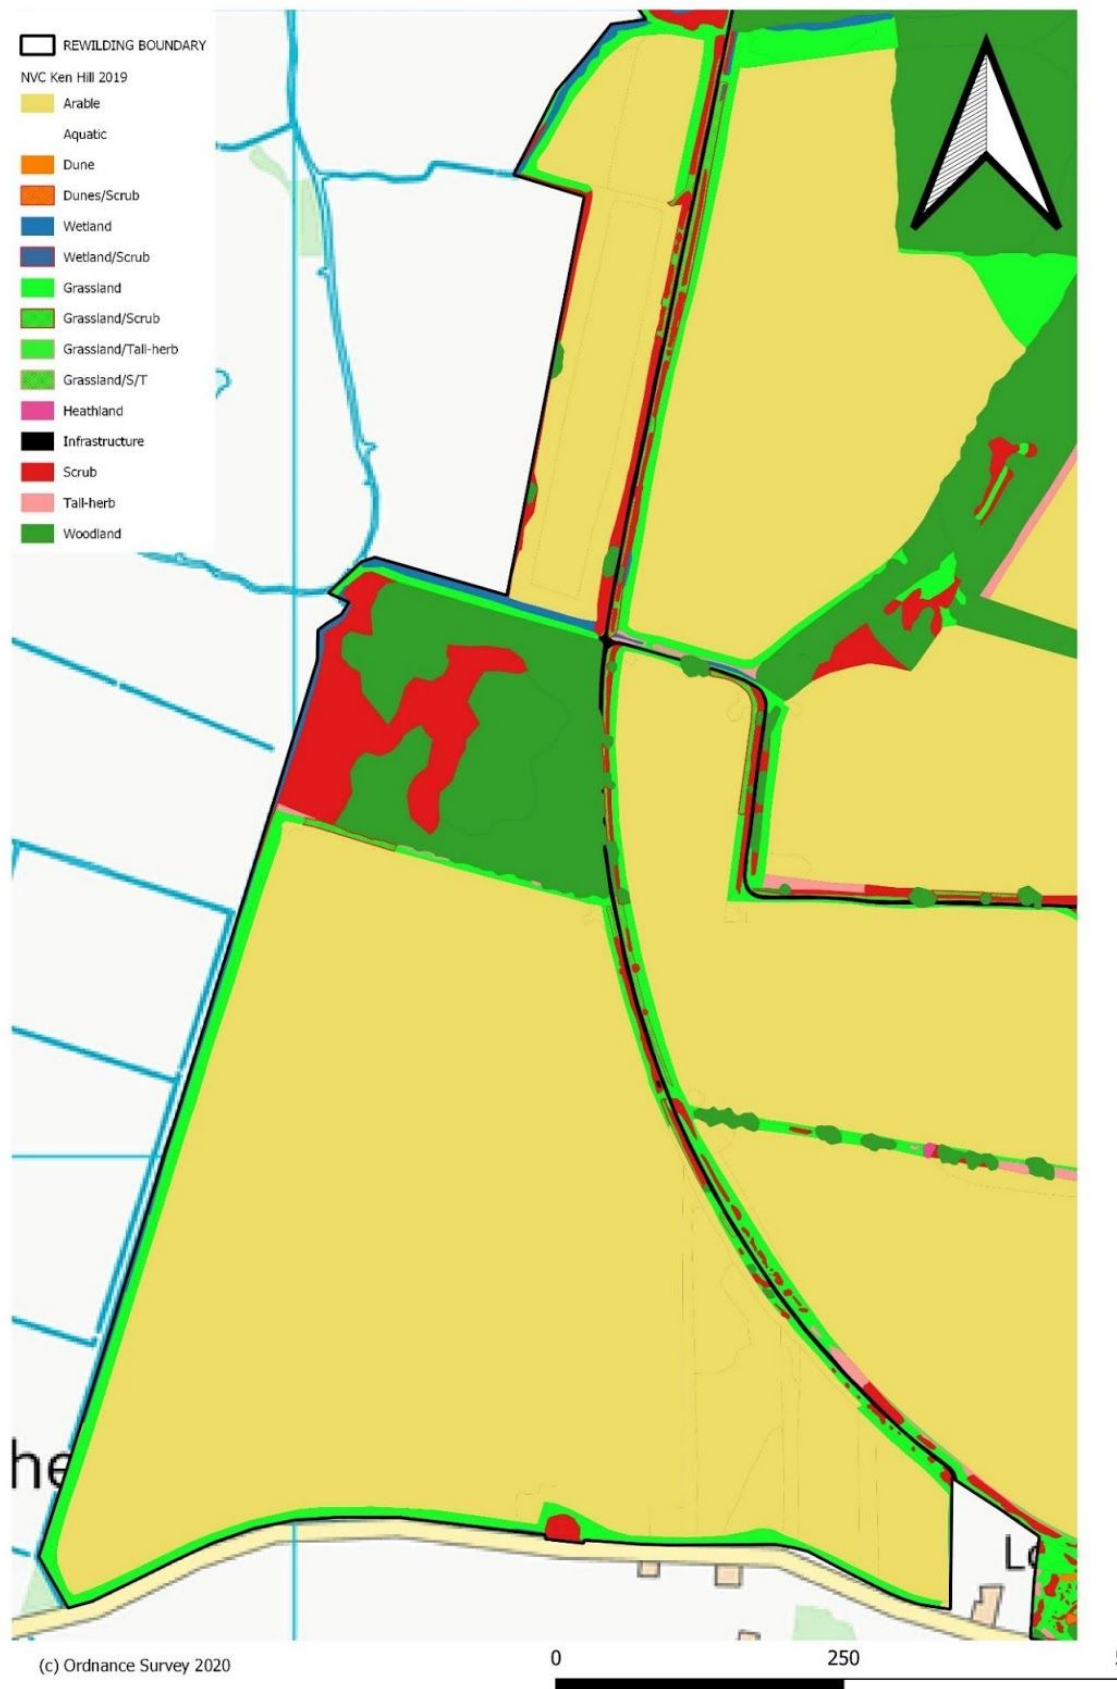 REWILDING BOUNDARY
NVC Ken Hill 2019
Arable
Aquatic
Dune
Dunes/Scrub
Wetland
Wetland/Scrub
Grassland
Grassland/Scrub
Grassland/Tall-herb
Grassland/S/T
Heathland
Infrastructure
Scrub
Tall-herb
Woodland
he
(c) Ordnance Survey 2020
0
250